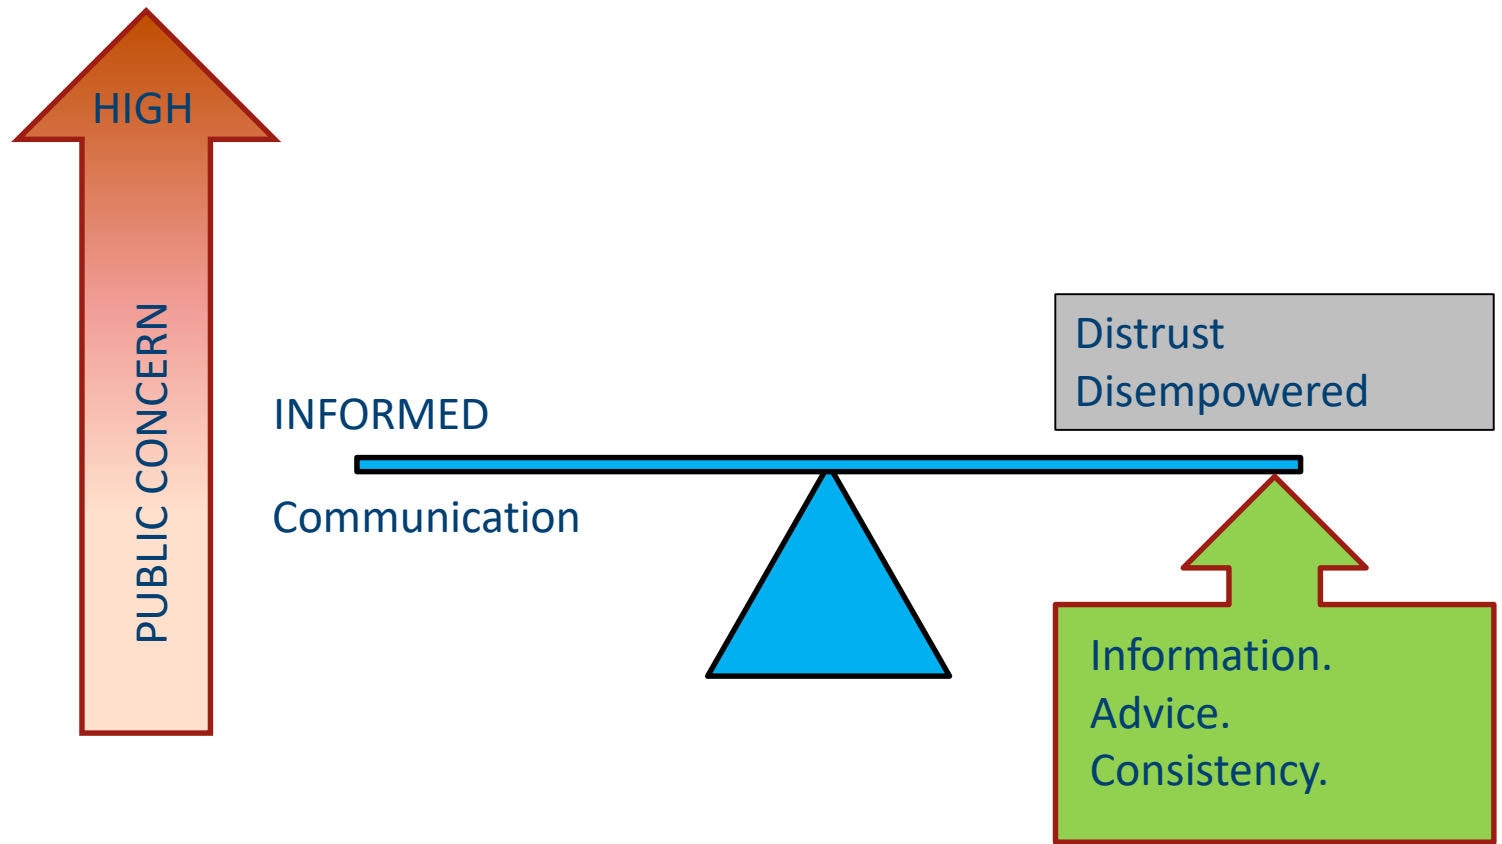 HIGH
PUBLIC CONCERN
INFORMED
Communication
Distrust
Disempowered
Information.
Advice.
Consistency.